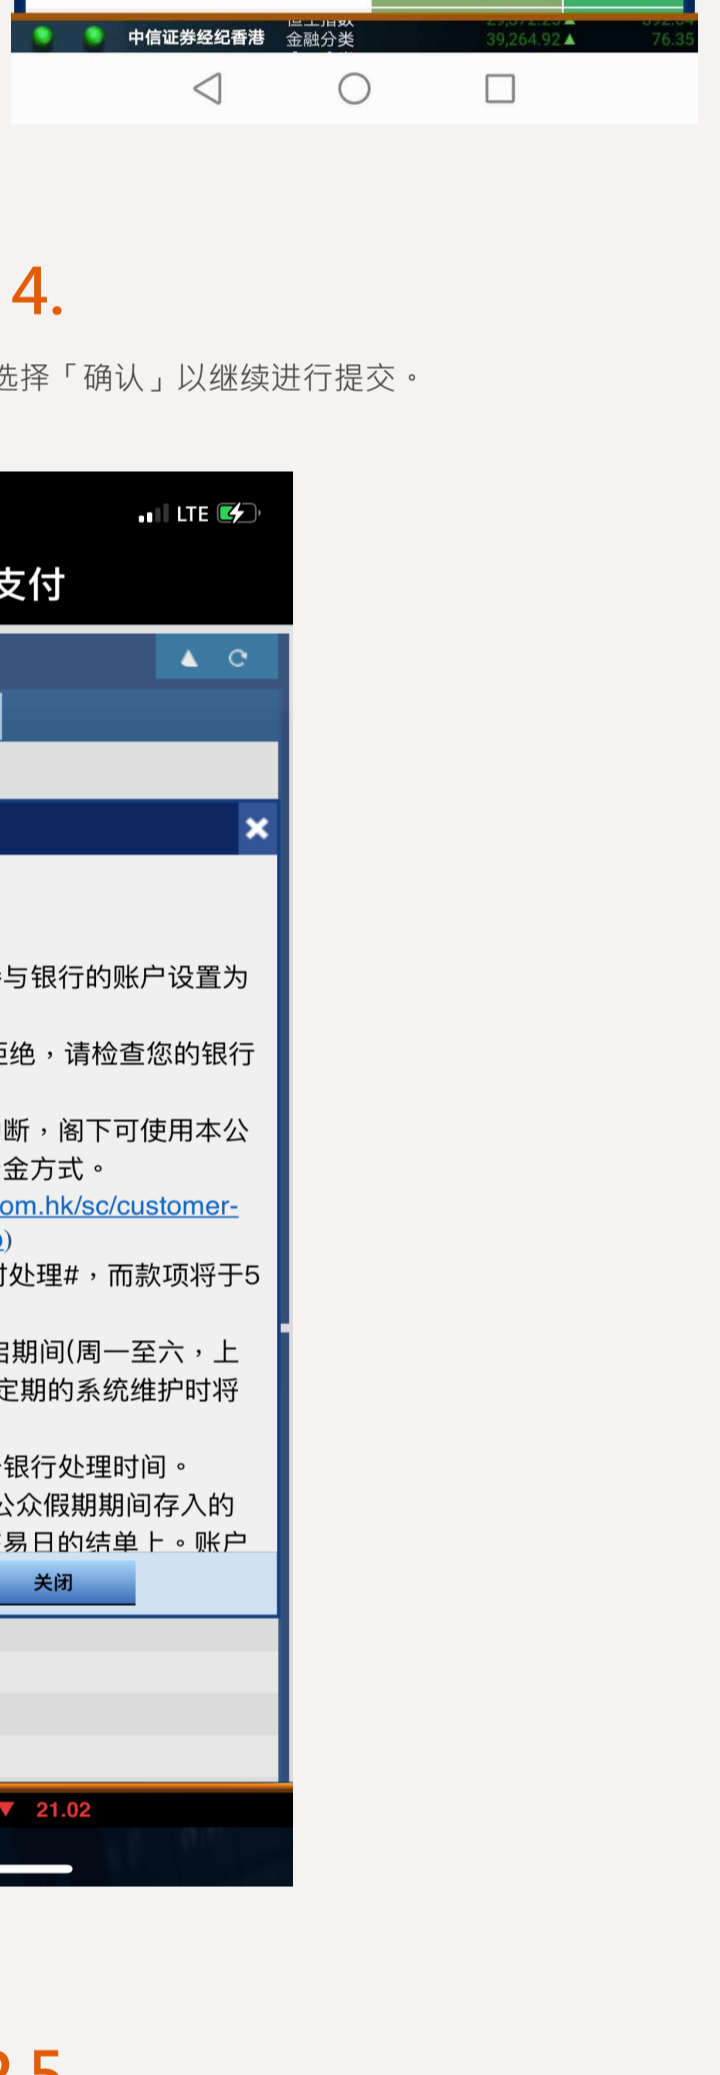 中信证券经纪香港 金融分类 39,264.92▲ 76.35
4.
选择「确认」以继续进行提交。
LTE
支付
与银行的账户设置为
拒绝，请检查您的银行
断，阁下可使用本公
金方式。
om.hk/sc/customer-
)
处理#，而款项将于5
期间(周一至六，上
定期的系统维护时将
银行处理时间。
公众假期期间存入的
易日的结单上。账户
关闭
▼ 21.02